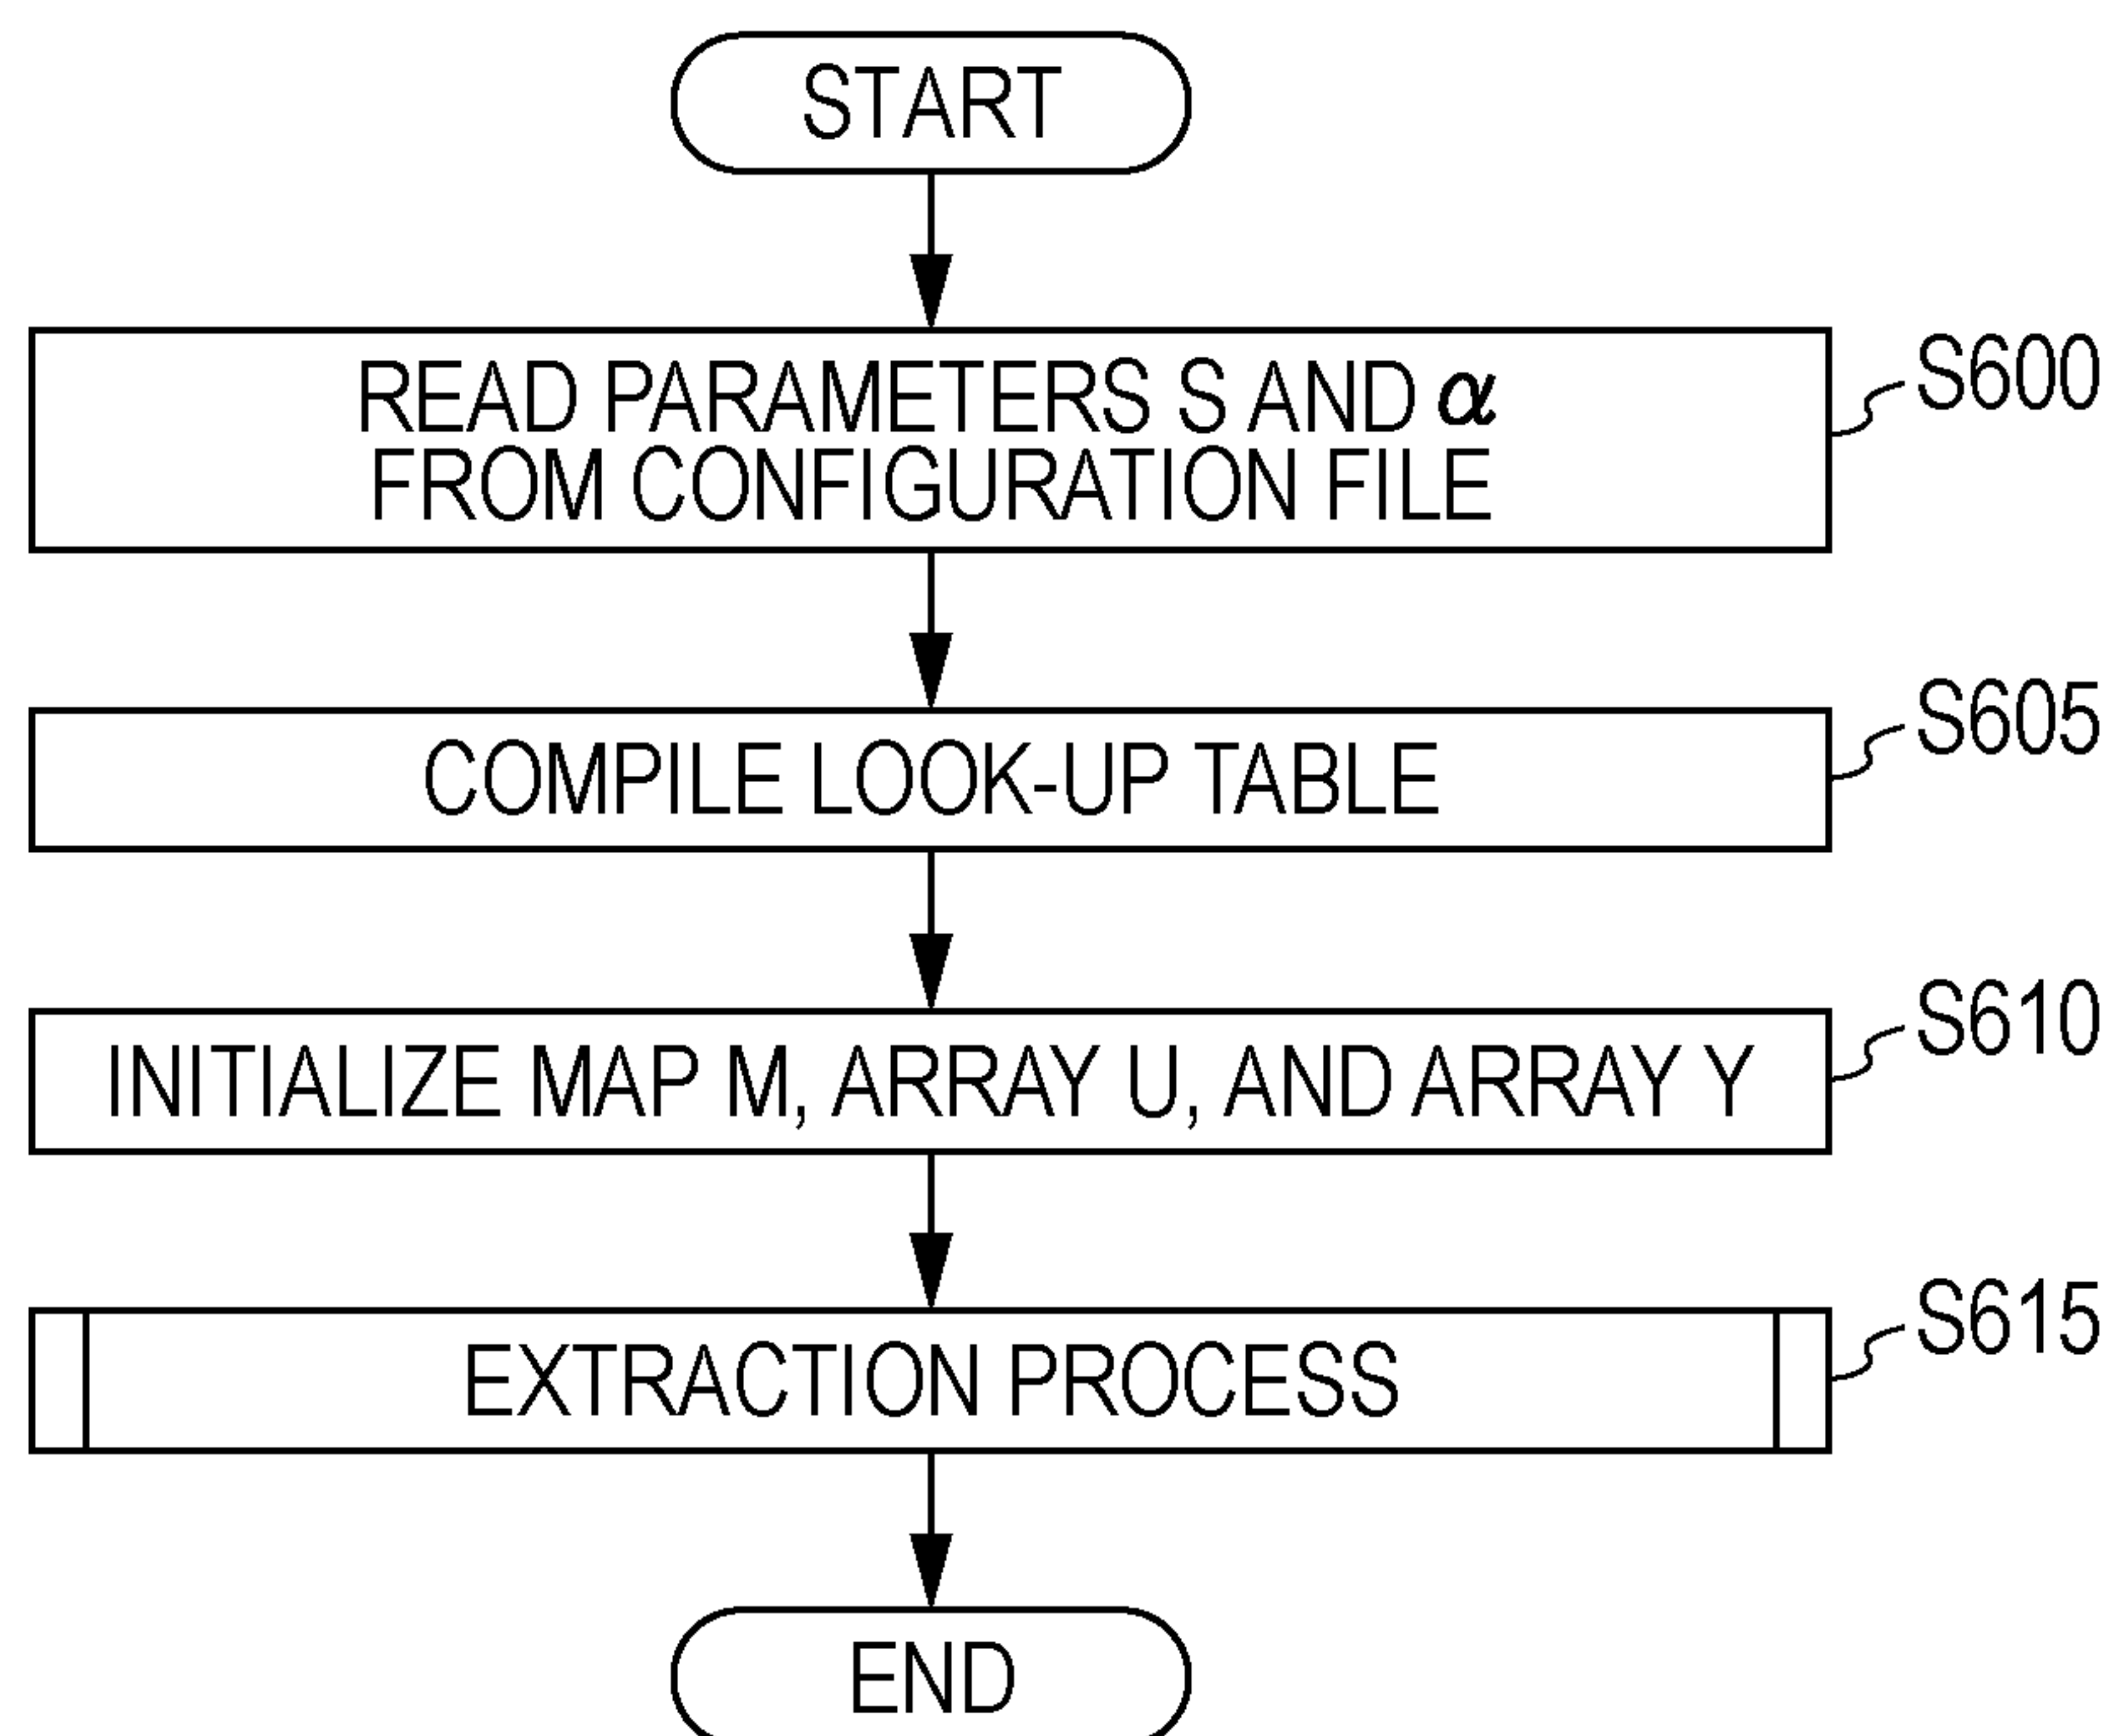 START
READ PARAMETERS S AND α
FROM CONFIGURATION FILE
S600
COMPILE LOOK-UP TABLE
S605
INITIALIZE MAP M, ARRAY U, AND ARRAY Y
S610
EXTRACTION PROCESS
S615
END